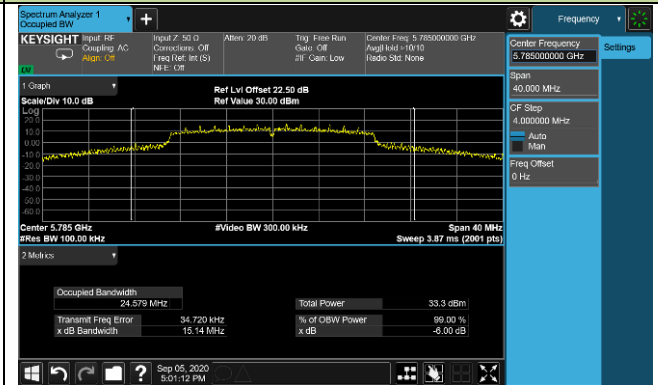 Spectrum Analyzer 1
Occupied BW
+
Frequency
KEYSIGHT
Input: RF
Coupling: AC
Align: Off
Input Z: 50 Ω
Corrections: Off
Freq Ref: Int (S)
NFE: Off
Atten: 20 dB
Trig: Free Run
Gate: Off
#IF Gain: Low
Center Freq: 5.785000000 GHz
Avg|Hold:>10/10
Radio Std: None
Center Frequency
5.785000000 GHz
Settings
Span
40.000 MHz
CF Step
4.000000 MHz
Auto
Man
Freq Offset
0 Hz
1 Graph
Scale/Div 10.0 dB
Ref Lvl Offset 22.50 dB
Ref Value 30.00 dBm
Log
20.0
10.0
0.00
-10.0
-20.0
-30.0
-40.0
-50.0
-60.0
Center 5.785 GHz
#Video BW 300.00 kHz
Span 40 MHz
#Res BW 100.00 kHz
Sweep 3.87 ms (2001 pts)
2 Metrics
Occupied Bandwidth
24.579 MHz
Total Power 33.3 dBm
Transmit Freq Error 34.720 kHz
% of OBW Power 99.00 %
x dB Bandwidth 15.14 MHz
x dB -6.00 dB
?
Sep 05, 2020
5:01:12 PM